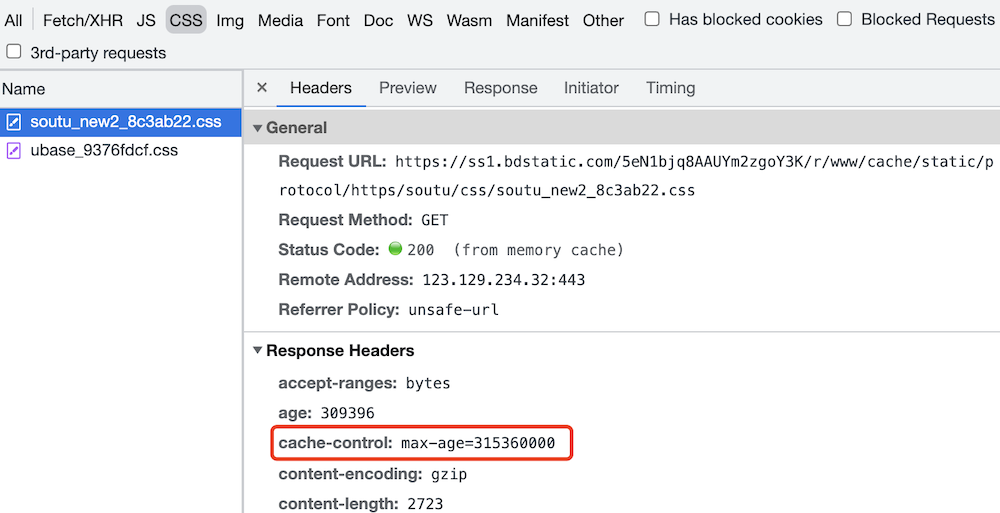 All Fetch/XHR JS CSS Img Media Font Doc WS Wasm Manifest Other Has blocked cookies Blocked Requests
3rd-party requests
Name
× Headers Preview Response Initiator Timing
soutu_new2_8c3ab22.css
ubase_9376fdcf.css
▼ General
Request URL: https://ss1.bdstatic.com/5eN1bjq8AAUYm2zgoY3K/r/www/cache/static/p
rotocol/https/soutu/css/soutu_new2_8c3ab22.css
Request Method: GET
Status Code: 200 (from memory cache)
Remote Address: 123.129.234.32:443
Referrer Policy: unsafe-url
▼ Response Headers
accept-ranges: bytes
age: 309396
cache-control: max-age=315360000
content-encoding: gzip
content-length: 2723